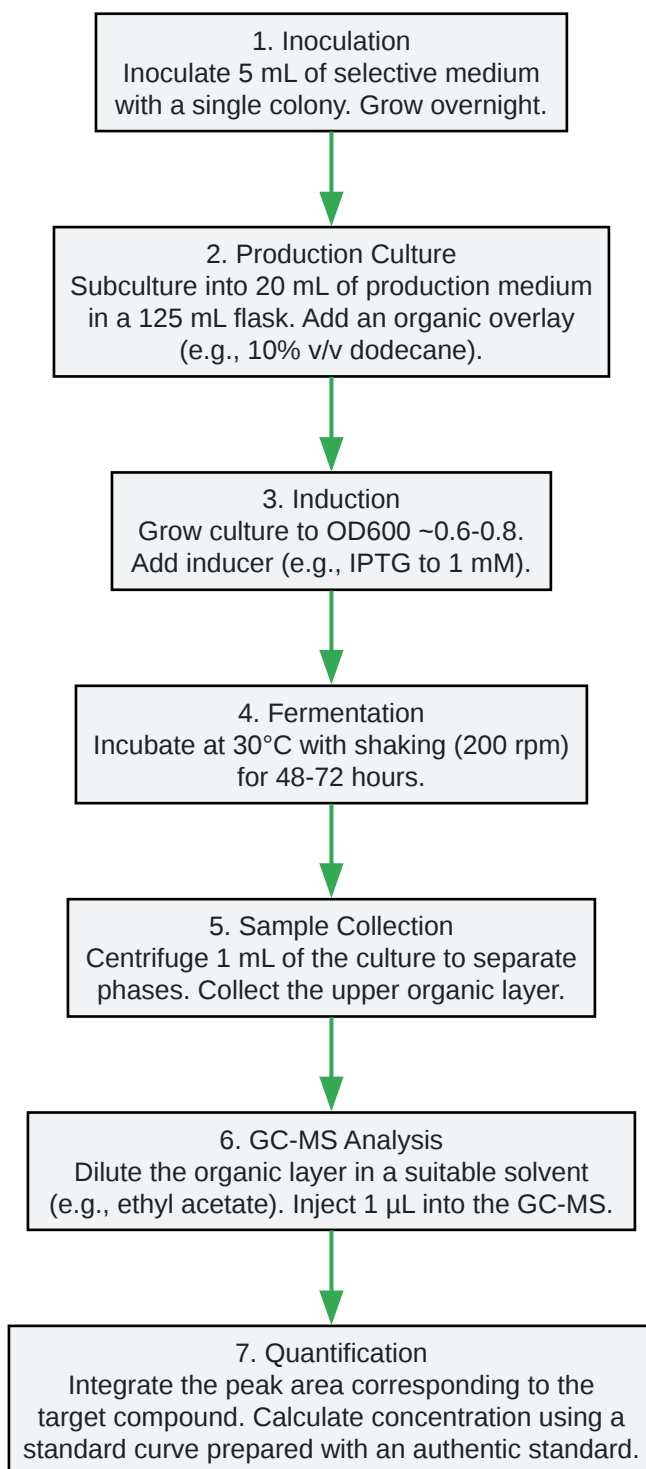 1. Inoculation
Inoculate 5 mL of selective medium
with a single colony. Grow overnight.
2. Production Culture
Subculture into 20 mL of production medium
in a 125 mL flask. Add an organic overlay
(e.g., 10% v/v dodecane).
3. Induction
Grow culture to OD600 ~0.6-0.8.
Add inducer (e.g., IPTG to 1 mM).
4. Fermentation
Incubate at 30°C with shaking (200 rpm)
for 48-72 hours.
5. Sample Collection
Centrifuge 1 mL of the culture to separate
phases. Collect the upper organic layer.
6. GC-MS Analysis
Dilute the organic layer in a suitable solvent
(e.g., ethyl acetate). Inject 1 µL into the GC-MS.
7. Quantification
Integrate the peak area corresponding to the
target compound. Calculate concentration using a
standard curve prepared with an authentic standard.